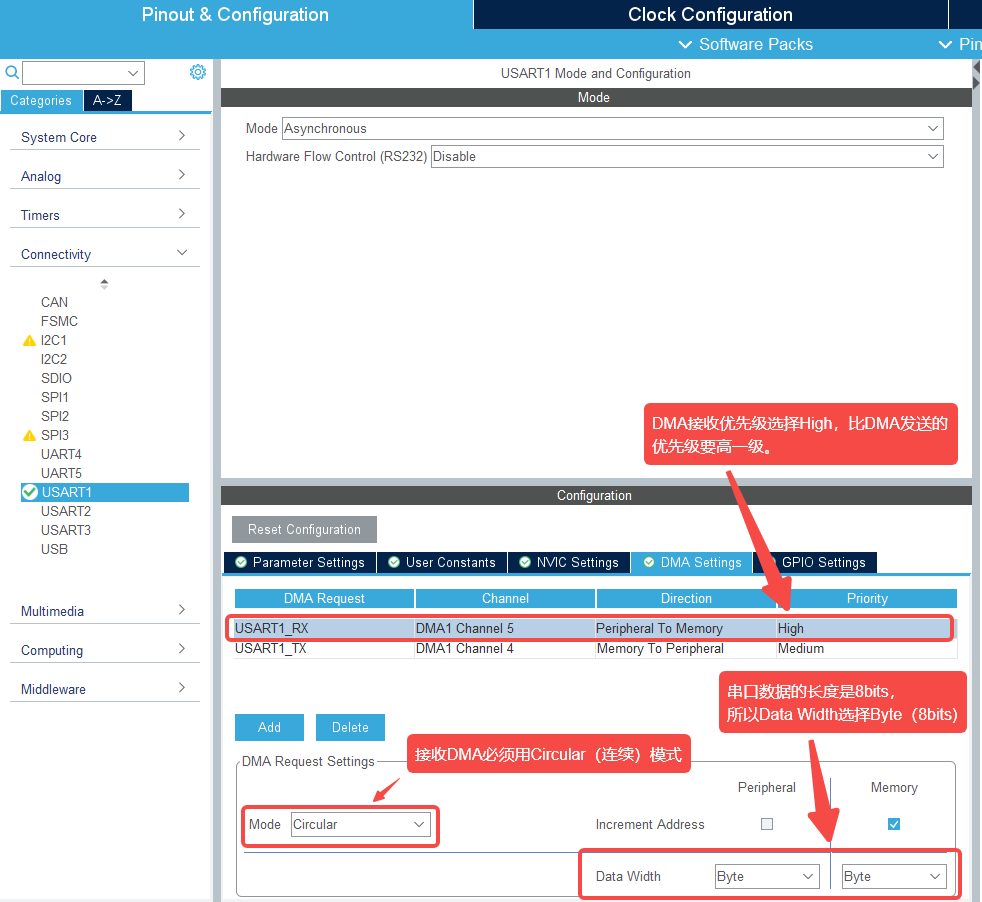 Pinout & Configuration
Clock Configuration
Software Packs
Pin
Categories
A->Z
System Core
Analog
Timers
Connectivity
CAN
FSMC
I2C1
I2C2
SDIO
SPI1
SPI2
SPI3
UART4
UART5
USART1
USART2
USART3
USB
Multimedia
Computing
Middleware
USART1 Mode and Configuration
Mode
Mode Asynchronous
Hardware Flow Control (RS232) Disable
DMA接收优先级选择High，比DMA发送的
优先级要高一级。
Configuration
Reset Configuration
Parameter Settings
User Constants
NVIC Settings
DMA Settings
GPIO Settings
DMA Request Channel Direction Priority
USART1_RX DMA1 Channel 5 Peripheral To Memory High
USART1_TX DMA1 Channel 4 Memory To Peripheral Medium
串口数据的长度是8bits，
所以Data Width选择Byte（8bits)
Add
Delete
接收DMA必须用Circular（连续）模式
DMA Request Settings
Peripheral Memory
Mode Circular
Increment Address
Data Width Byte Byte